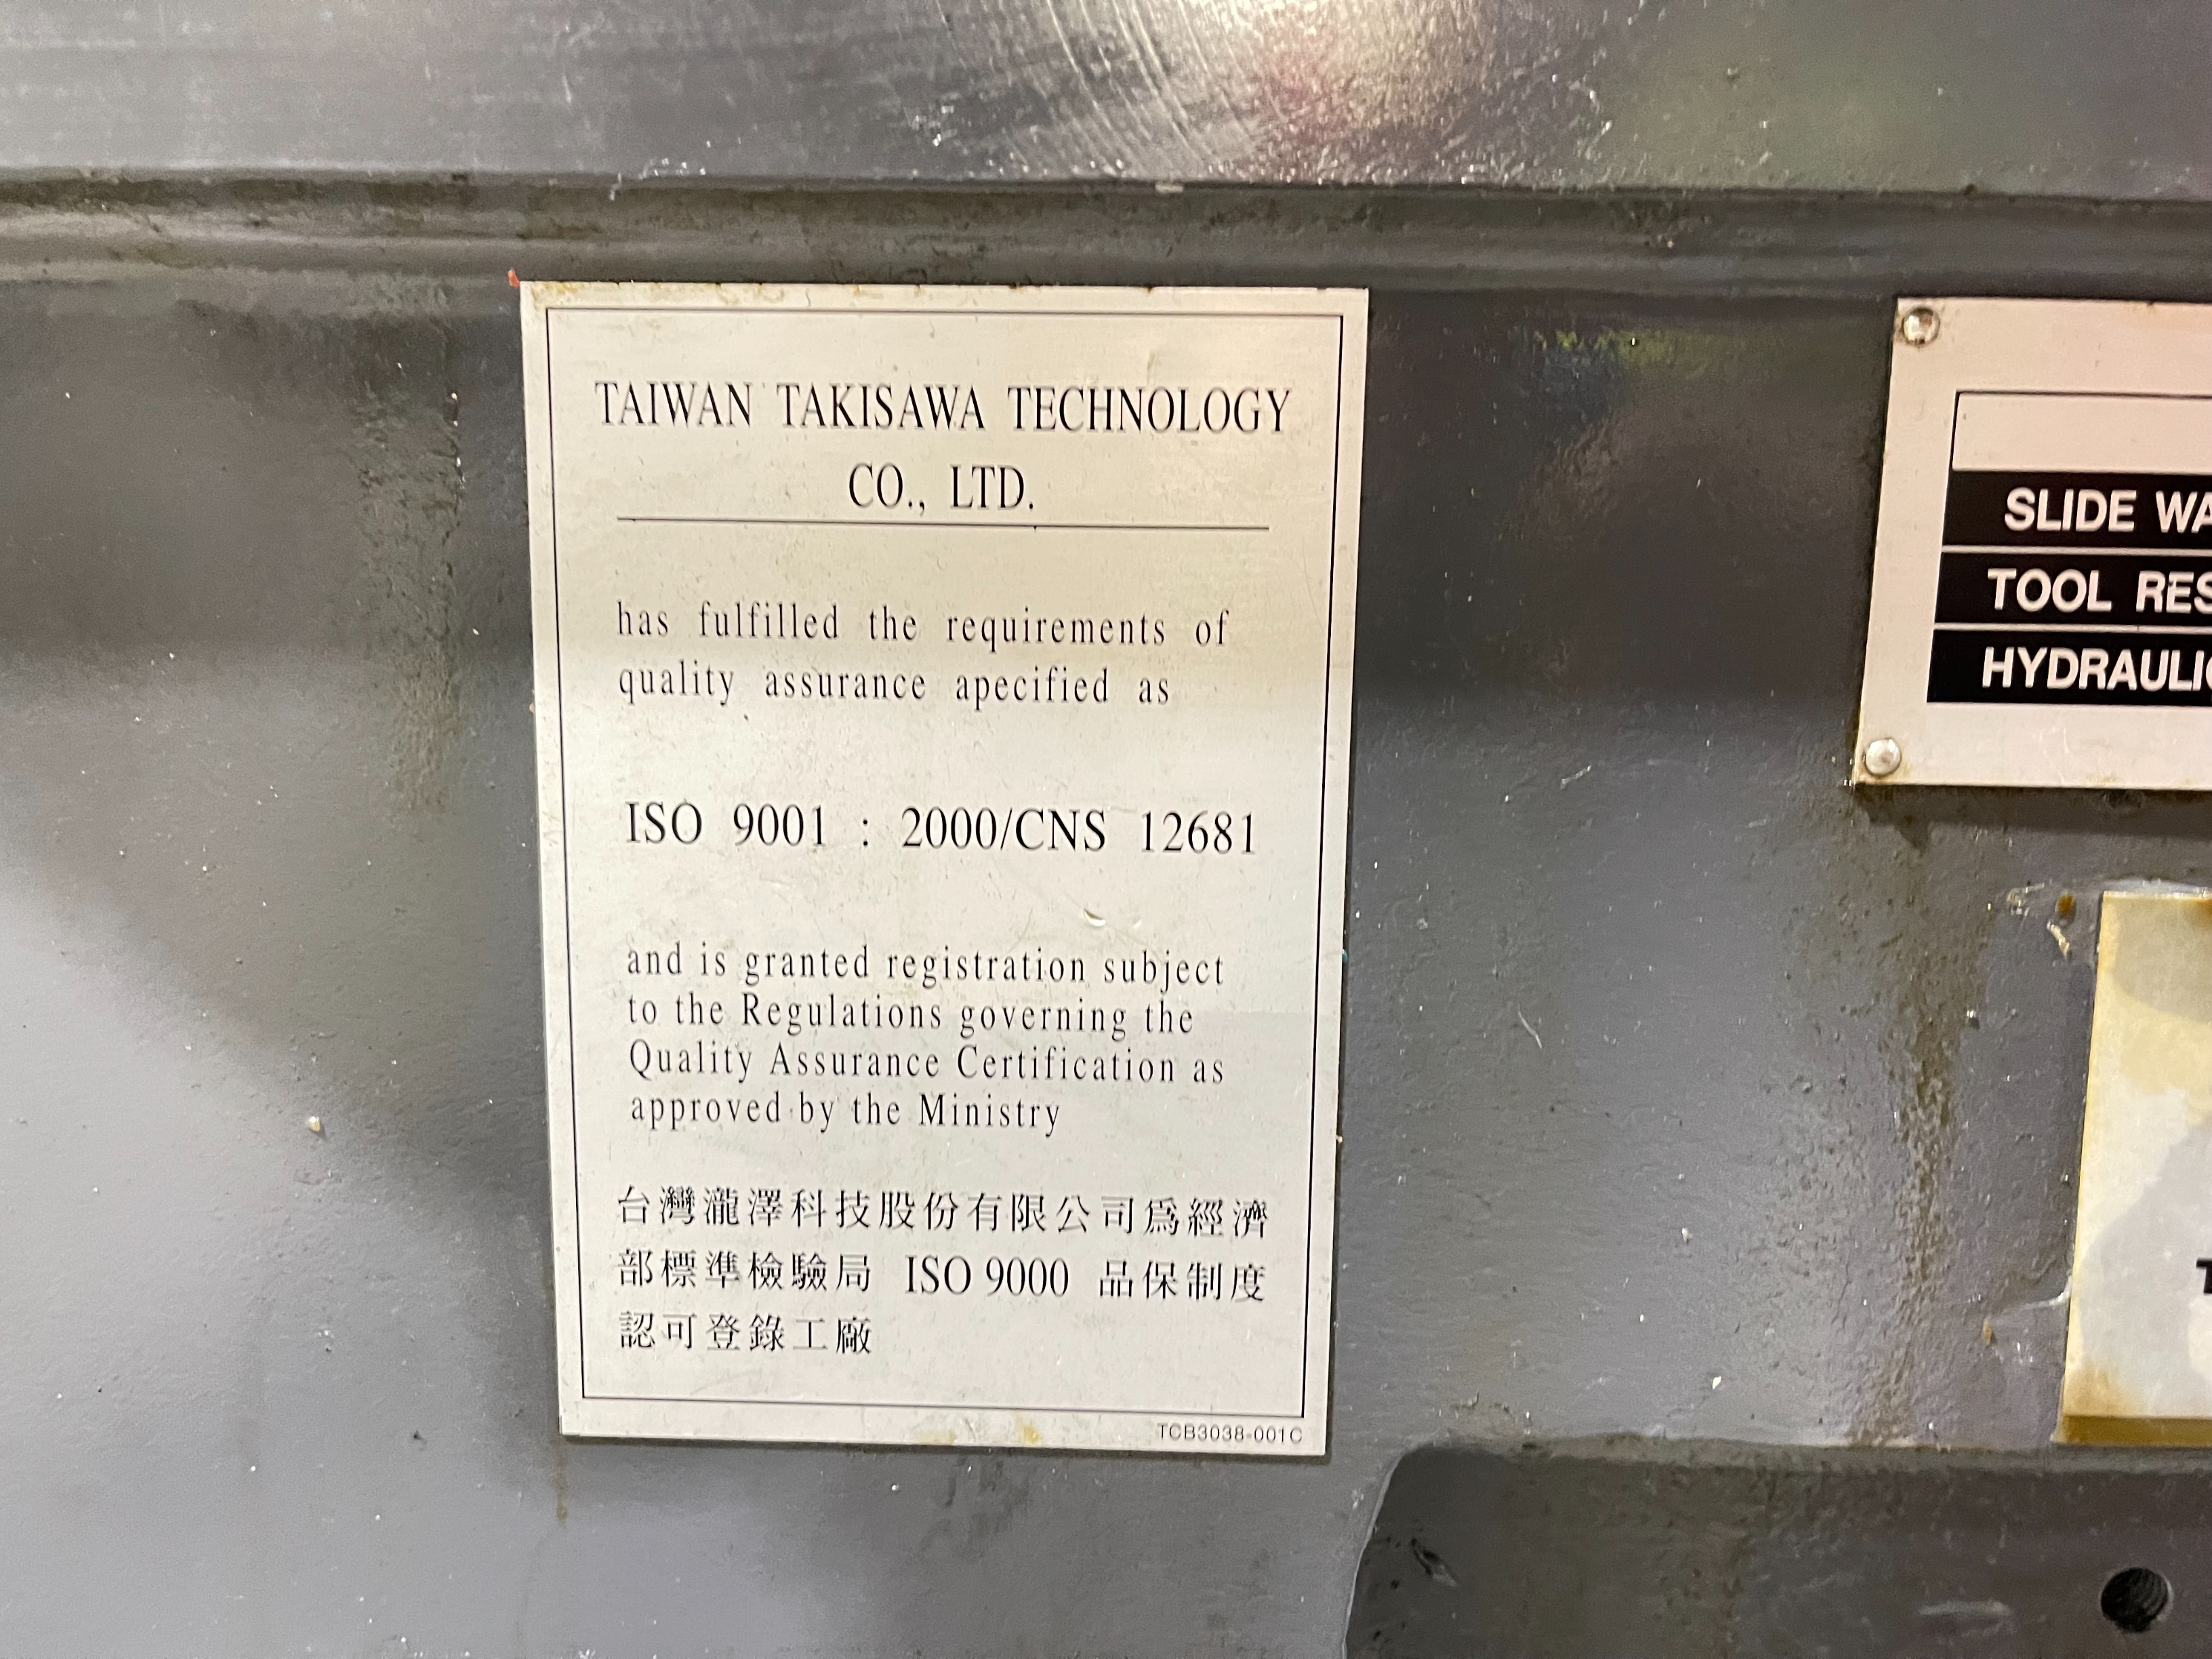 TAIWAN TAKISAWA TECHNOLOGY
CO., LTD.
has fulfilled the requirements of
quality assurance apecified as
ISO 9001 : 2000/CNS 12681
and is granted registration subject
to the Regulations governing the
Quality Assurance Certification as
approved by the Ministry
台灣瀧澤科技股份有限公司爲經濟
部標準檢驗局 ISO 9000 品保制度
認可登錄工廠
TCB3038-001C
SLIDE
TOOL
HYDRAULIC